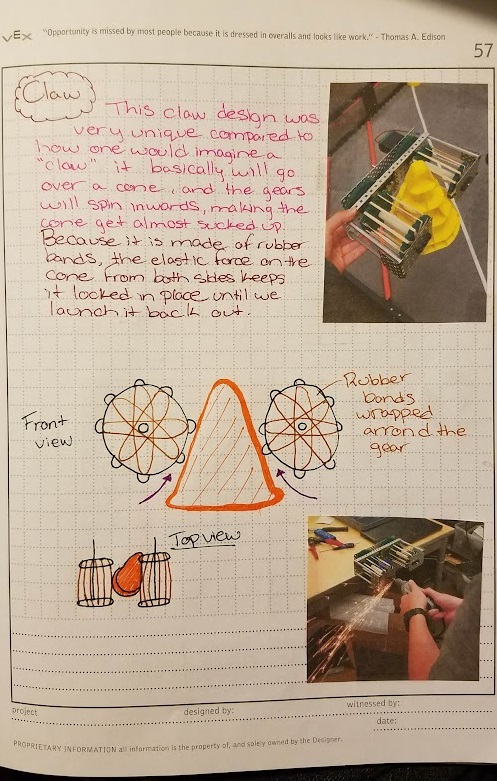 VEX
"Opportunity is missed by most people because it is dressed in overalls and looks like work." - Thomas A. Edison
57
Claw
This claw design was
very unique compared to
how one would imagine a
"claw" it basically will go
over a cone, and the gears
will spin inwards, making the
cone get almost sucked up.
Because it is made of rubber
bands, the elastic force on the
cone from both sides keeps
it locked in place until we
launch it back out.
Front
view
Rubber
bands
wrapped
arrond the
gear
Top view
project
designed by:
witnessed by:
date:
PROPRIETARY INFORMATION all information is the property of, and solely owned by the Designer.